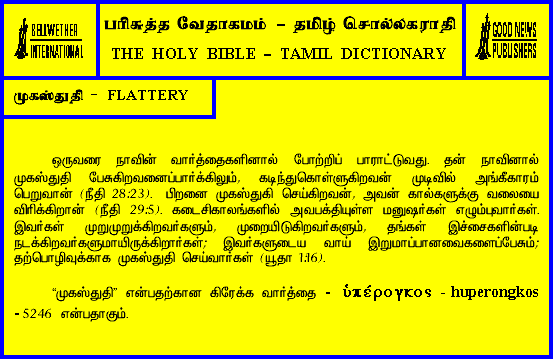 BELLWETHER
INTERNATIONAL
பரிசுத்த வேதாகமம் – தமிழ் சொல்லகராதி
THE HOLY BIBLE – TAMIL DICTIONARY
GOOD NEWS
PUBLISHERS
முகஸ்துதி – FLATTERY
ஒருவரை நாவின் வார்த்தைகளினால் போற்றிப் பாராட்டுவது. தன் நாவினால்
முகஸ்துதி பேசுகிறவனைப்பார்க்கிலும், கடிந்துகொள்ளுகிறவன் முடிவில் அங்கீகாரம்
பெறுவான் (நீதி 28:23). பிறனை முகஸ்துகி செய்கிறவன், அவன் கால்களுக்கு வலையை
விரிக்கிறான் (நீதி 29:5). கடைசிகாலங்களில் அவபக்தியுள்ள மனுஷர்கள் எழும்புவார்கள்.
இவர்கள் முறுமுறுக்கிறவர்களும், முறையிடுகிறவர்களும், தங்கள் இச்சைகளின்படி
நடக்கிறவர்களுமாயிருக்கிறார்கள்; இவர்களுடைய வாய் இறுமாப்பானவைகளைப்பேசும்;
தற்பொழிவுக்காக முகஸ்துதி செய்வார்கள் (யூதா 1:16).
“முகஸ்துதி” என்பதற்கான கிரேக்க வார்த்தை - ὑπέρογκος - huperongkos
- 5246 என்பதாகும்.